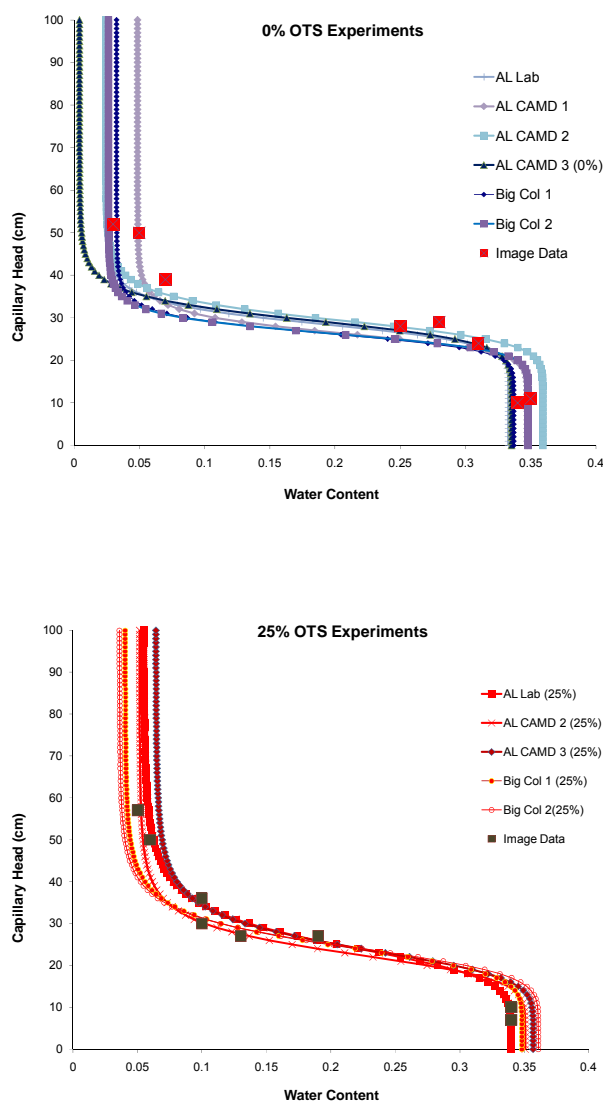 0% OTS Experiments
100
90
80
70
60
50
40
30
20
10
0
Capillary Head (cm)
0
0.05
0.1
0.15
0.2
0.25
0.3
0.35
0.4
Water Content
AL Lab
AL CAMD 1
AL CAMD 2
AL CAMD 3 (0%)
Big Col 1
Big Col 2
Image Data
25% OTS Experiments
100
90
80
70
60
50
40
30
20
10
0
Capillary Head (cm)
0
0.05
0.1
0.15
0.2
0.25
0.3
0.35
0.4
Water Content
AL Lab (25%)
AL CAMD 2 (25%)
AL CAMD 3 (25%)
Big Col 1 (25%)
Big Col 2(25%)
Image Data